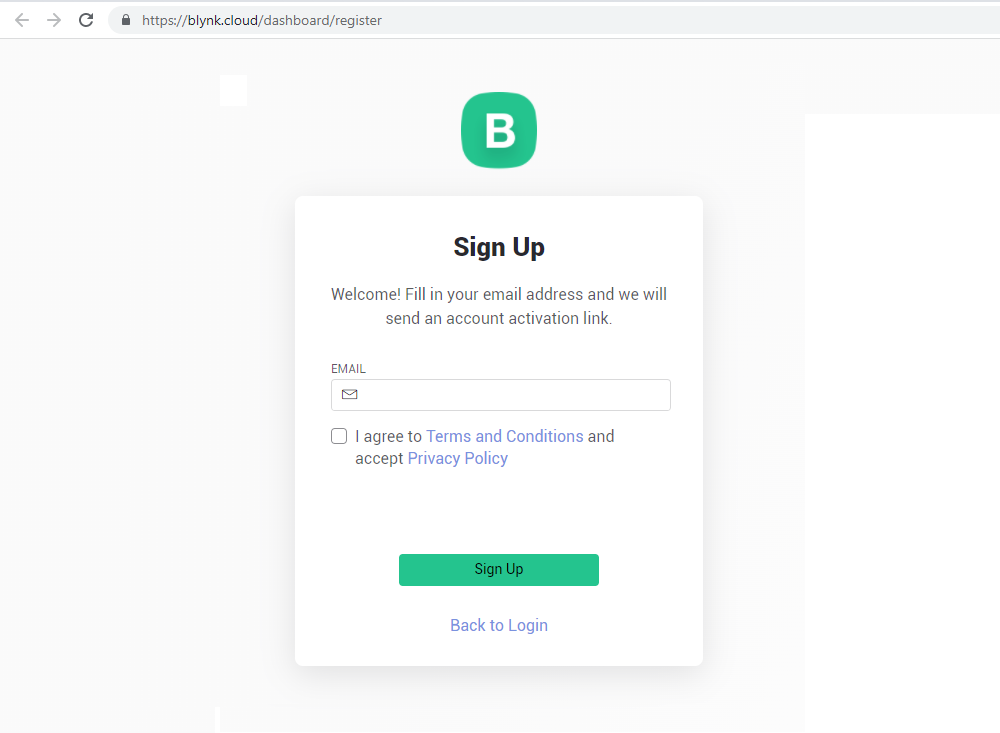 https://blynk.cloud/dashboard/register
B
Sign Up
Welcome! Fill in your email address and we will
send an account activation link.
EMAIL
I agree to Terms and Conditions and
accept Privacy Policy
Sign Up
Back to Login